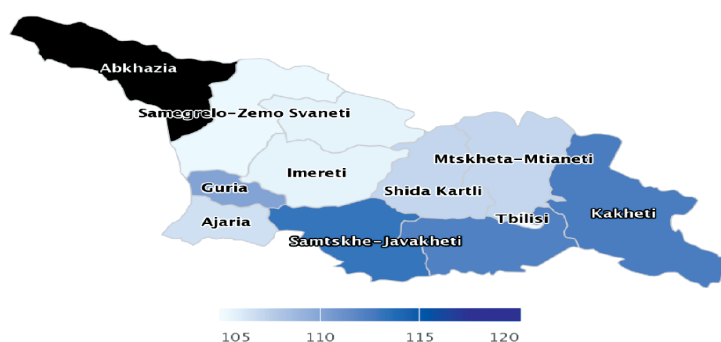 Abkhazia
Samegrelo-Zemo Svaneti
Imereti
Mtskheta-Mtianeti
Guria
Shida Kartli
Ajaria
Tbilisi
Kakheti
Samtskhe-Javakheti
105 110 115 120